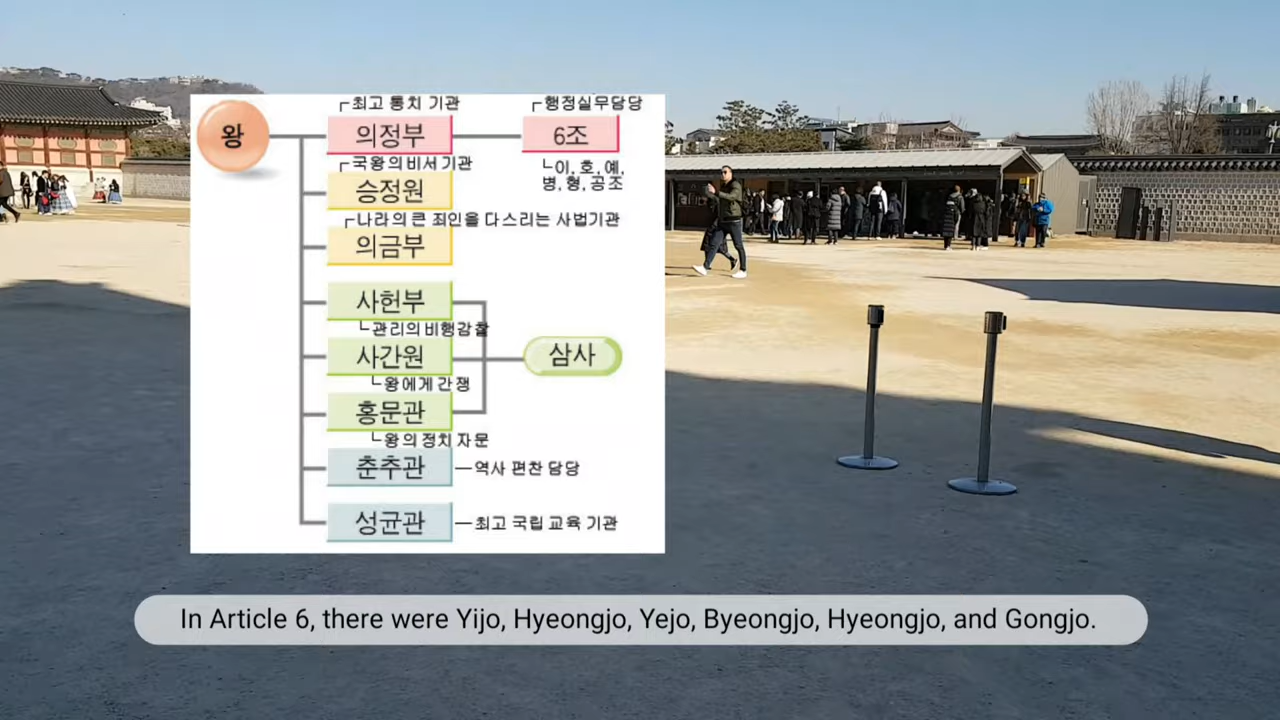 ┌최고 통치 기관
┌행정실무담당
왕
의정부
6조
└이, 호, 예,
병, 형, 공조
┌국왕의 비서 기관
승정원
┌나라의 큰 죄인을 다스리는 사법기관
의금부
사헌부
└관리의 비행감찰
사간원
삼사
└왕에게 간쟁
홍문관
└왕의 정치 자문
춘추관
역사 편찬 담당
성균관
최고 국립 교육 기관
In Article 6, there were Yijo, Hyeongjo, Yejo, Byeongjo, Hyeongjo, and Gongjo.